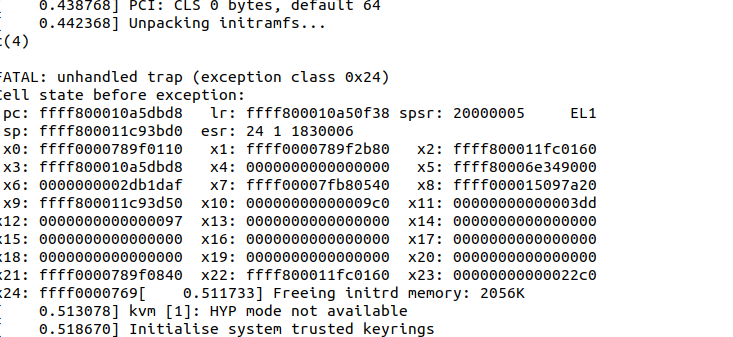 0.438768] PCI: CLS 0 bytes, default 64
[    0.442368] Unpacking initramfs...
t(4)
FATAL: unhandled trap (exception class 0x24)
Cell state before exception:
pc: ffff800010a5dbd8   lr: ffff800010a50f38 spsr: 20000005     EL1
sp: ffff800011c93bd0  esr: 24 1 1830006
x0: ffff0000789f0110   x1: ffff0000789f2b80   x2: ffff800011fc0160
x3: ffff800010a5dbd8   x4: 0000000000000000   x5: ffff80006e349000
x6: 0000000002db1daf   x7: ffff00007fb80540   x8: ffff000015097a20
x9: ffff800011c93d50  x10: 00000000000009c0  x11: 00000000000003dd
x12: 0000000000000097  x13: 0000000000000000  x14: 0000000000000000
x15: 0000000000000000  x16: 0000000000000000  x17: 0000000000000000
x18: 0000000000000000  x19: 0000000000000000  x20: 0000000000000000
x21: ffff0000789f0840  x22: ffff800011fc0160  x23: 00000000000022c0
x24: ffff0000769[    0.511733] Freeing initrd memory: 2056K
[    0.513078] kvm [1]: HYP mode not available
[    0.518670] Initialise system trusted keyrings